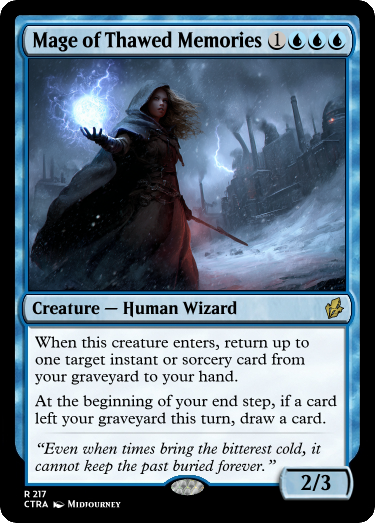 Mage of Thawed Memories 1
Creature — Human Wizard
When this creature enters, return up to
one target instant or sorcery card from
your graveyard to your hand.
At the beginning of your end step, if a card
left your graveyard this turn, draw a card.
“Even when times bring the bitterest cold, it
cannot keep the past buried forever.”
2/3
R 217
CTRA Midjourney